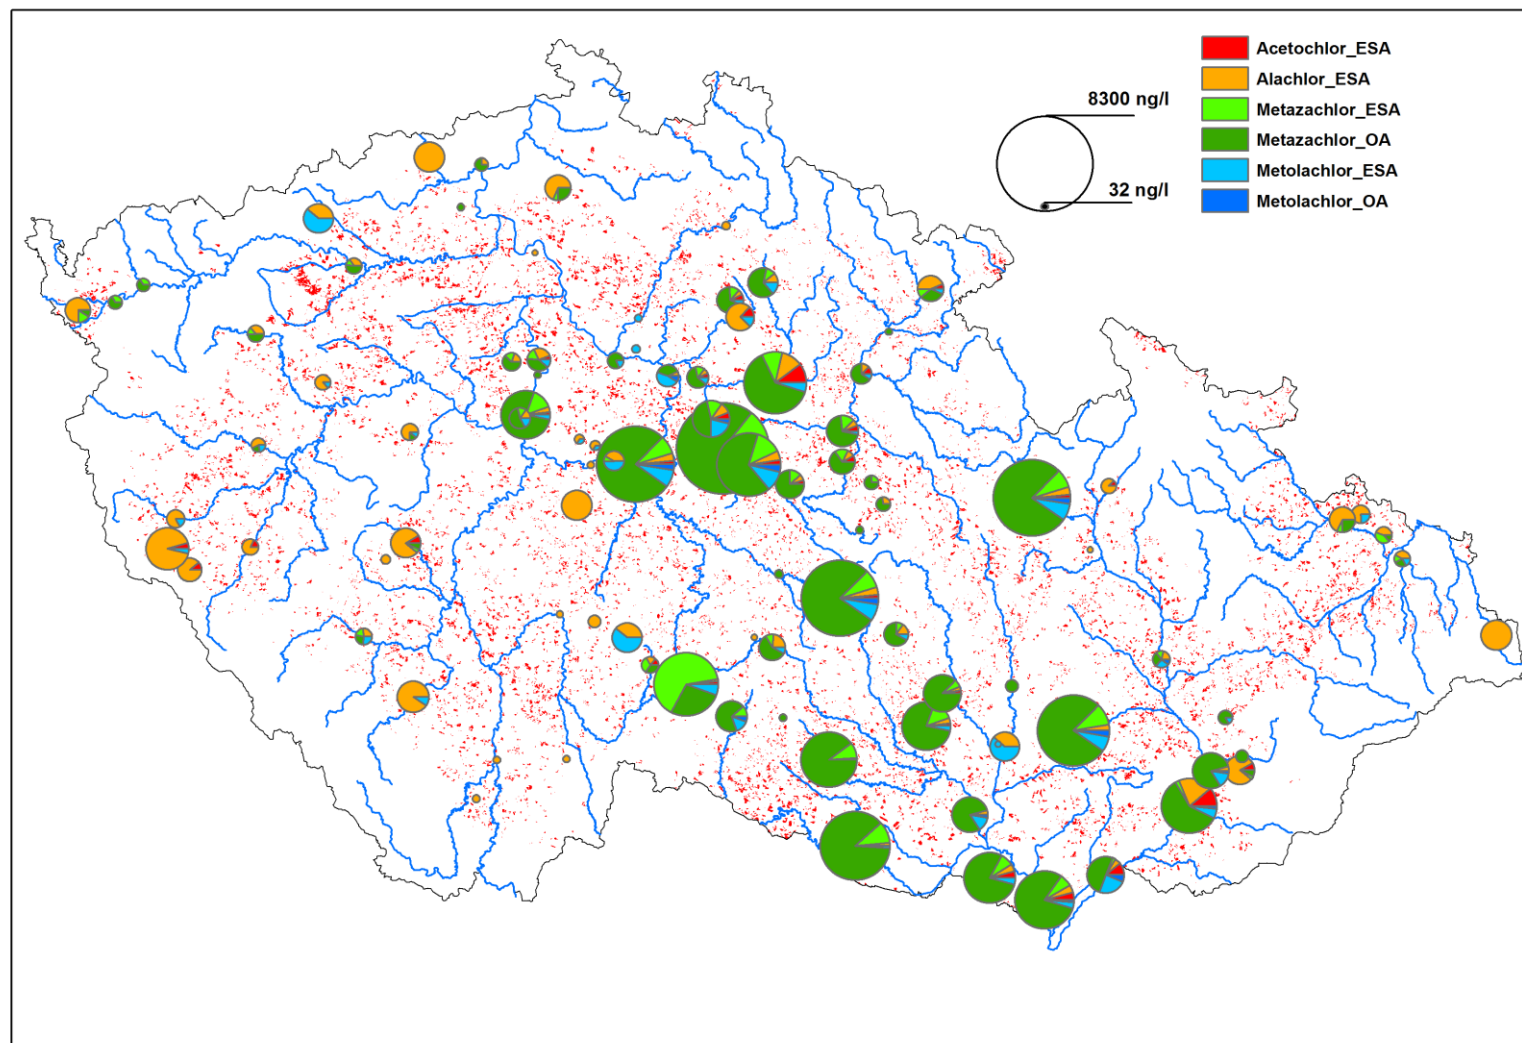 Acetochlor_ESA
Alachlor_ESA
Metazachlor_ESA
Metazachlor_OA
Metolachlor_ESA
Metolachlor_OA
8300 ng/l
32 ng/l